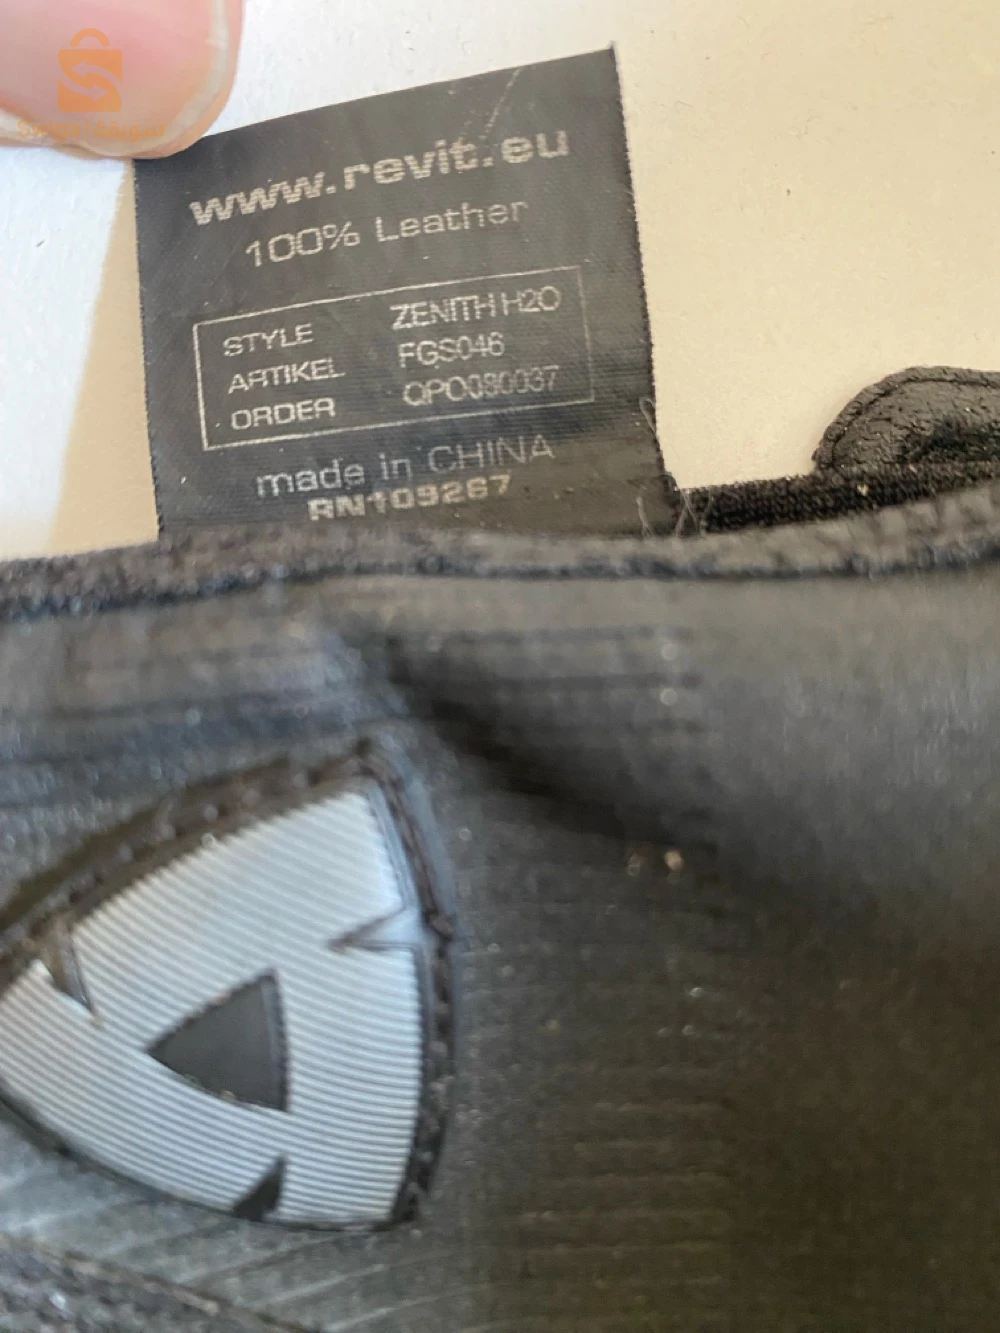 www.revit.eu
100% Leather
STYLE ZENITH H2O
ARTIKEL FGS046
ORDER QPO080037
made in CHINA
RN109267